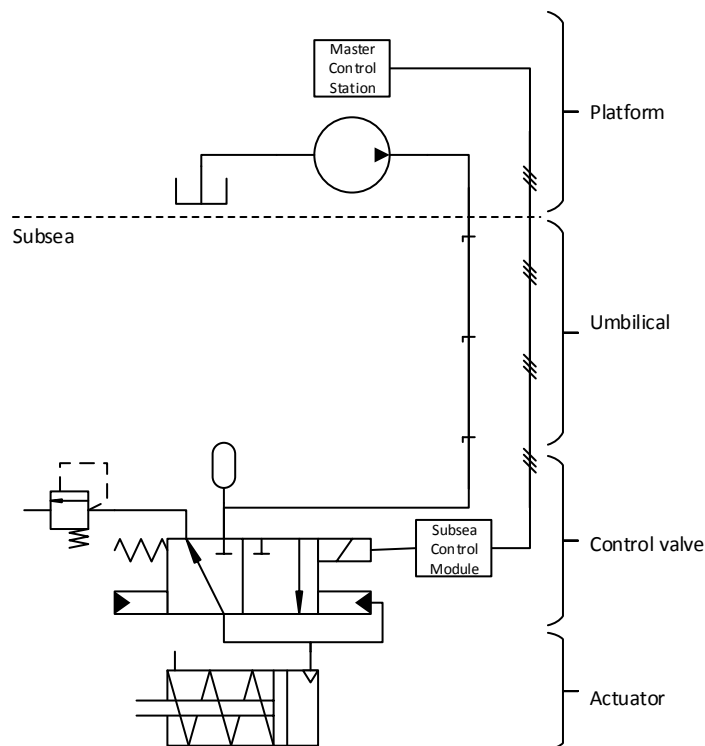 Master
Control
Station
Platform
Subsea
Umbilical
Subsea
Control
Module
Control valve
Actuator